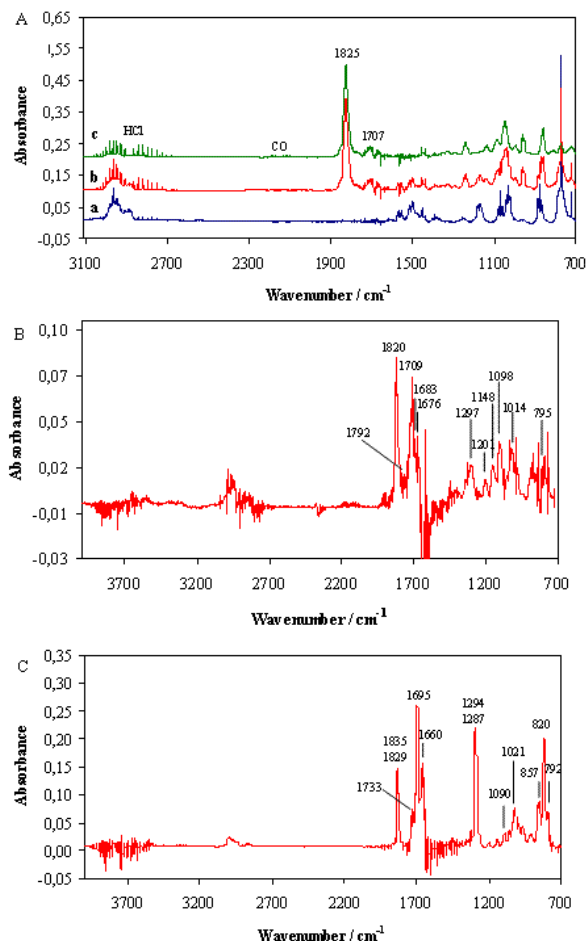 A
0,65
0,55
0,45
0,35
0,25
0,15
0,05
-0,05
Absorbance
1825
1707
HCl
CO
c
b
a
3100 2700 2300 1900 1500 1100 700
Wavenumber / cm-1
B
0,10
0,07
0,05
0,02
-0,01
-0,03
Absorbance
1820
1709
1683
1676
1792
1297
1201
1148
1098
1014
795
3700 3200 2700 2200 1700 1200 700
Wavenumber / cm-1
C
0,35
0,30
0,25
0,20
0,15
0,10
0,05
0,00
-0,05
Absorbance
1695
1835
1829
1660
1733
1294
1287
1090
1021
857
820
792
3700 3200 2700 2200 1700 1200 700
Wavenumber / cm-1